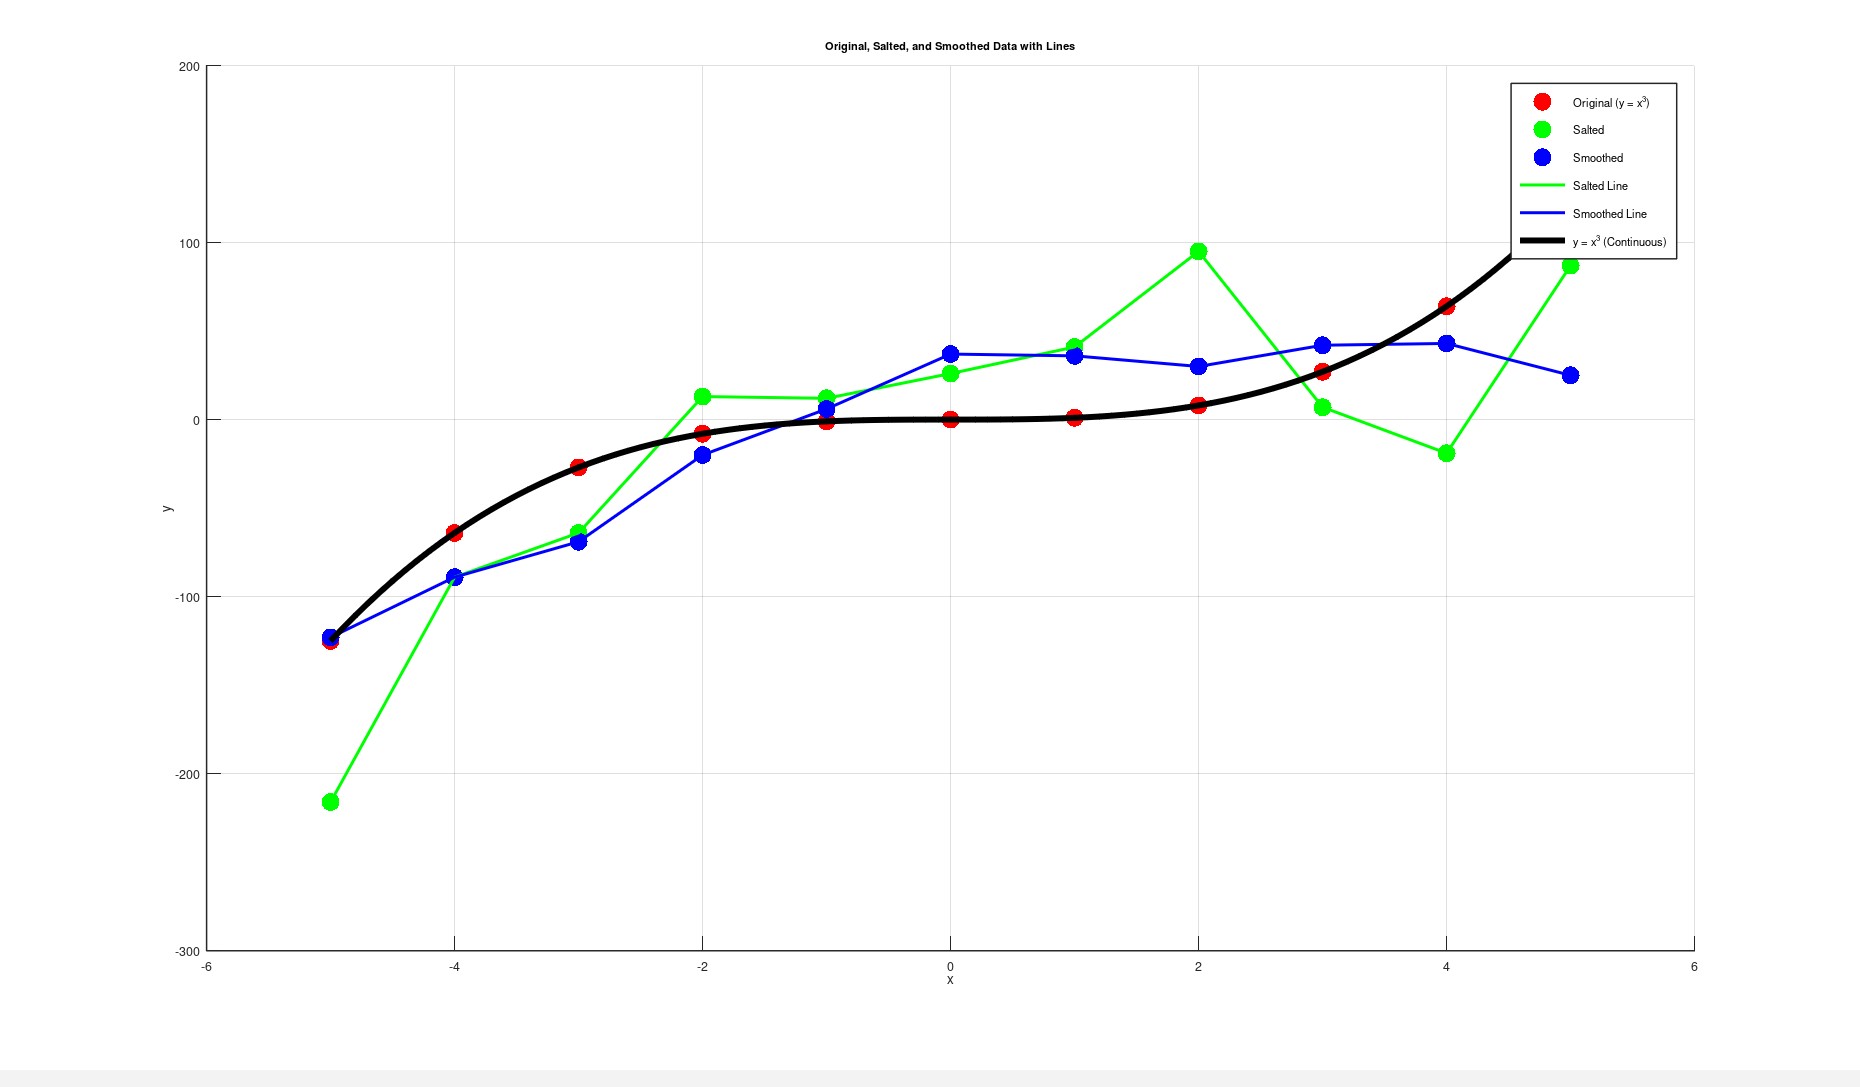 Original, Salted, and Smoothed Data with Lines
200
100
0
-100
-200
-300
y
-6
-4
-2
0
2
4
6
x
Original (y = x³)
Salted
Smoothed
Salted Line
Smoothed Line
y = x³ (Continuous)